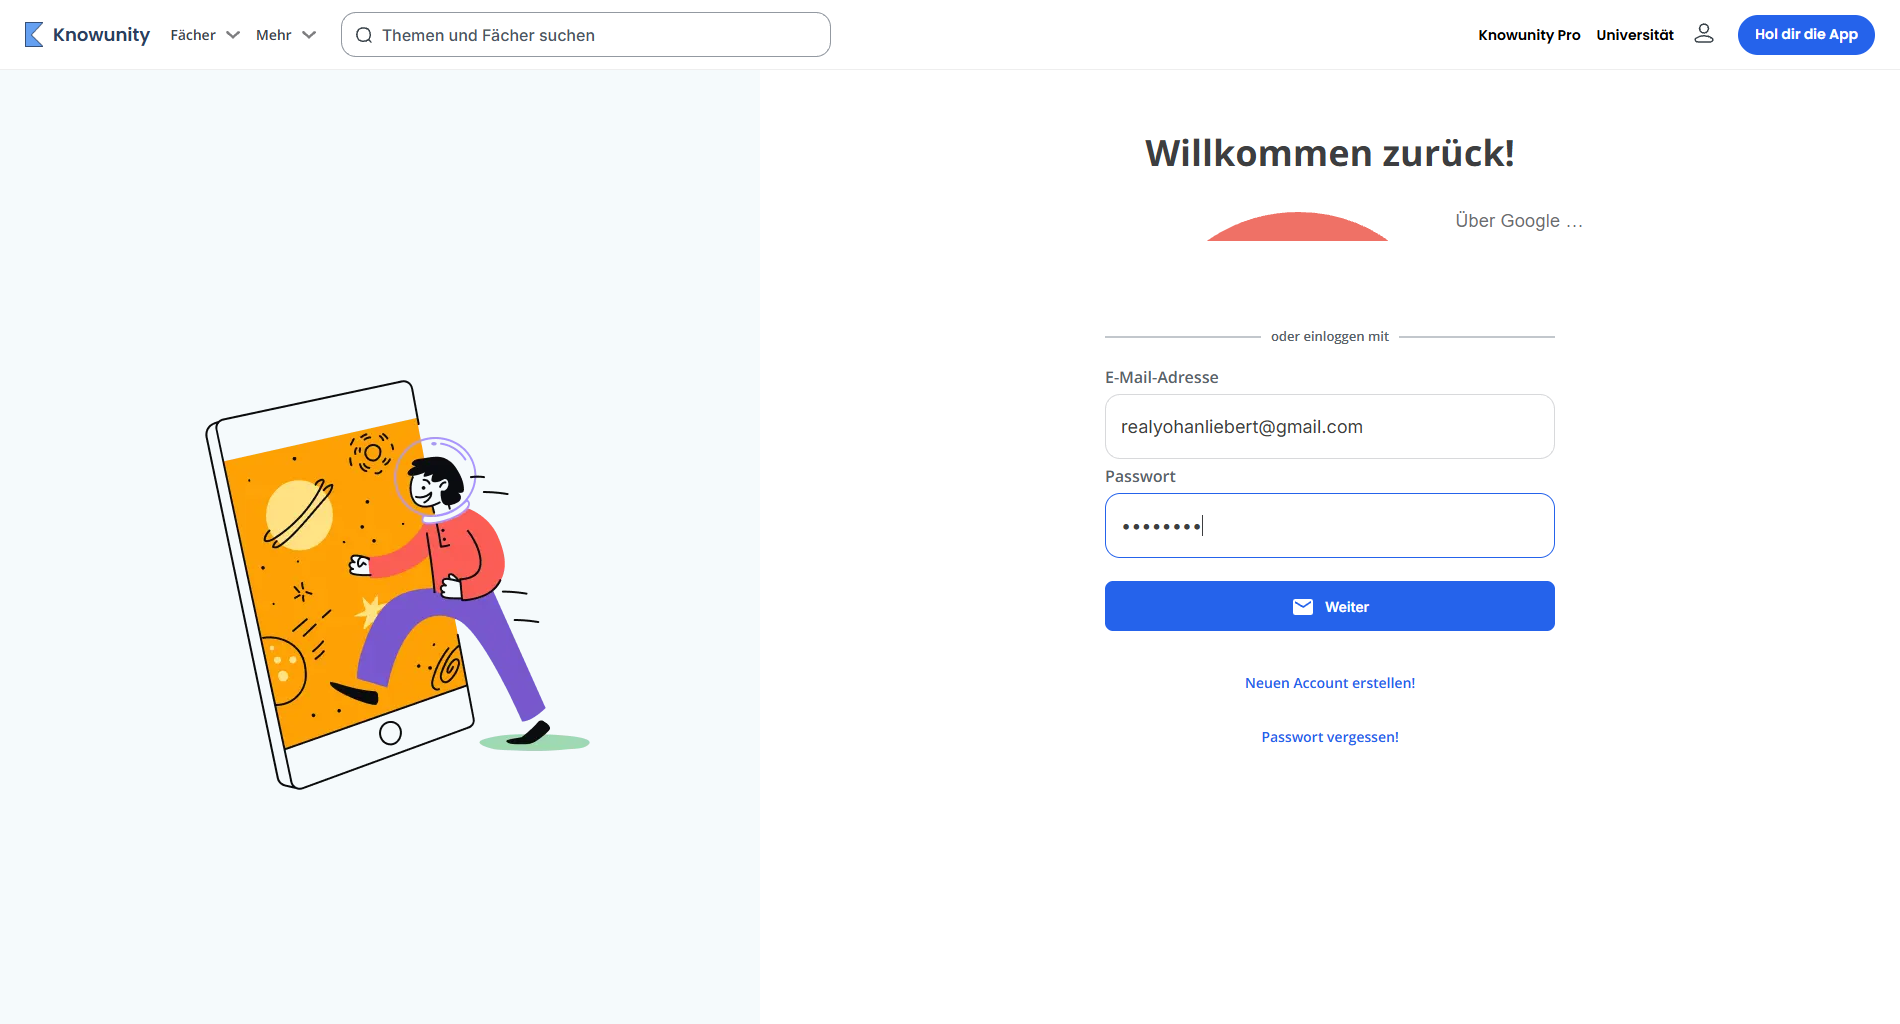 Knowunity Fächer Mehr Themen und Fächer suchen Knowunity Pro Universität Hol dir die App
Willkommen zurück!
Über Google ...
oder einloggen mit
E-Mail-Adresse
realyohanliebert@gmail.com
Passwort
••••••••
Weiter
Neuen Account erstellen!
Passwort vergessen!